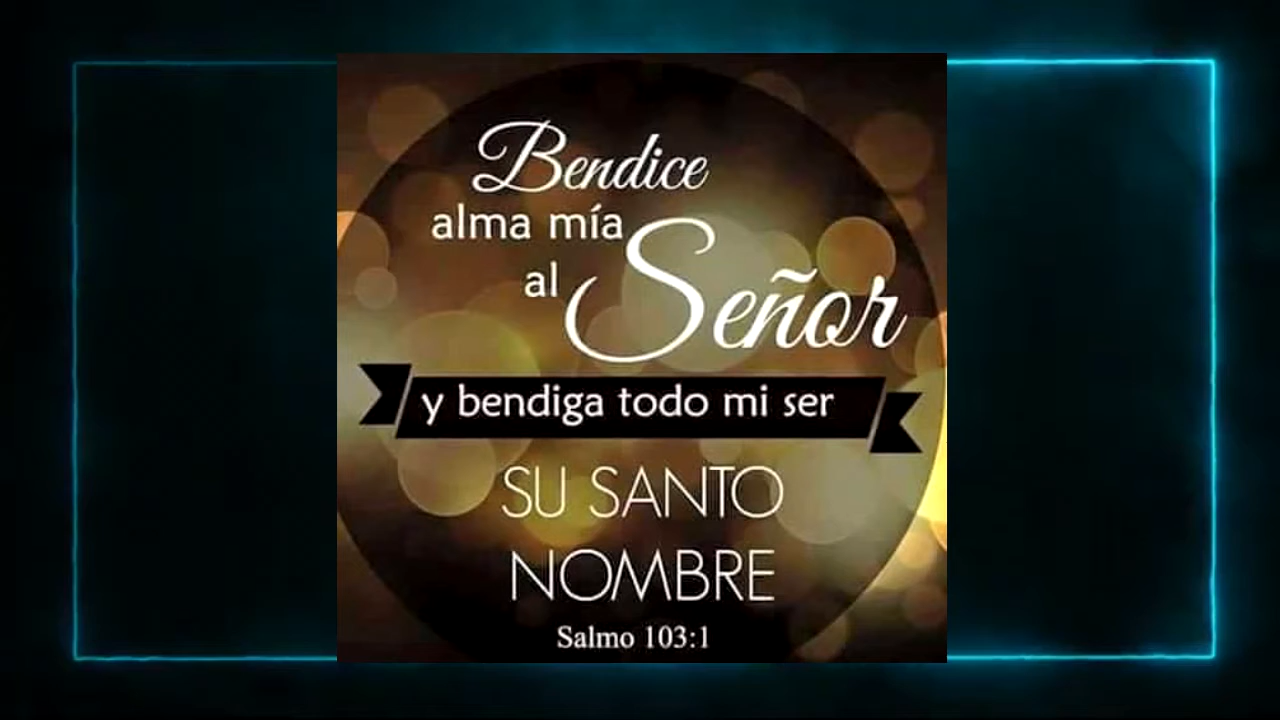 Bendice
alma mía
al Señor
y bendiga todo mi ser
SU SANTO
NOMBRE
Salmo 103:1